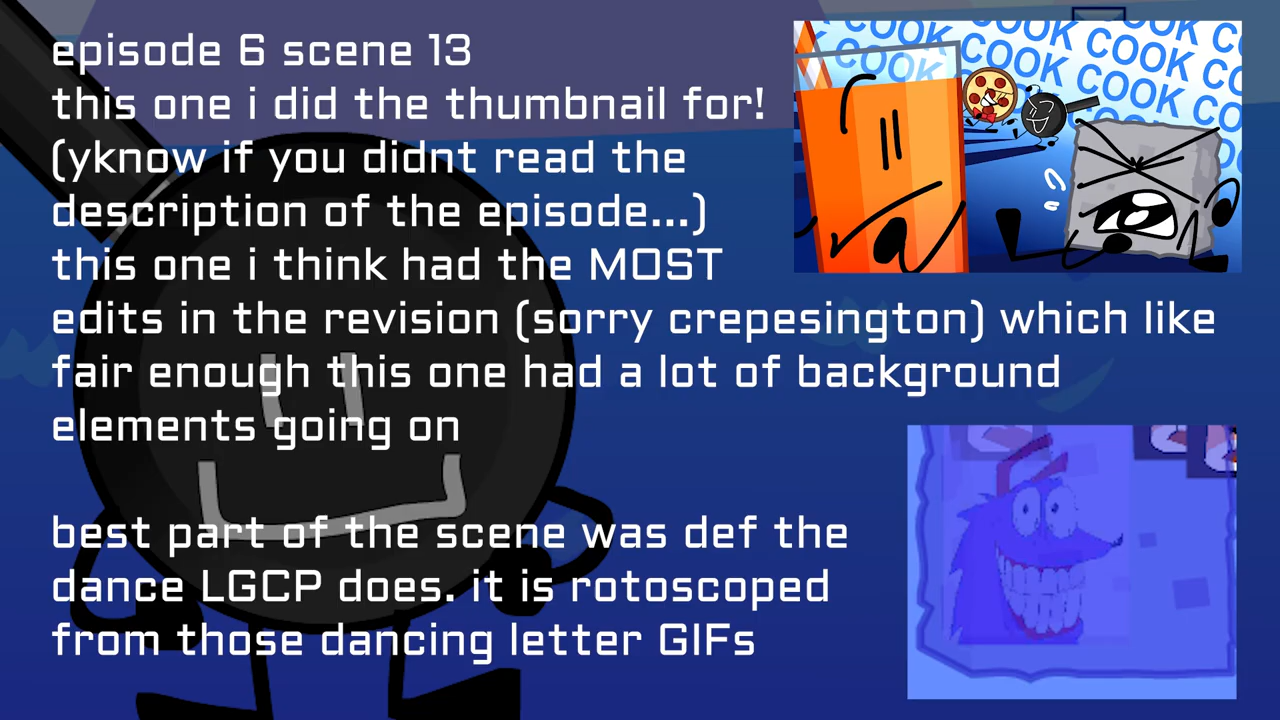 episode 6 scene 13
this one i did the thumbnail for!
(yknow if you didnt read the
description of the episode...)
this one i think had the MOST
edits in the revision (sorry crepesington) which like
fair enough this one had a lot of background
elements going on
best part of the scene was def the
dance LGCP does. it is rotoscoped
from those dancing letter GIFs
COOK COOK COOK CO
COOK COOK COOK
COOK COOK
COOK CO